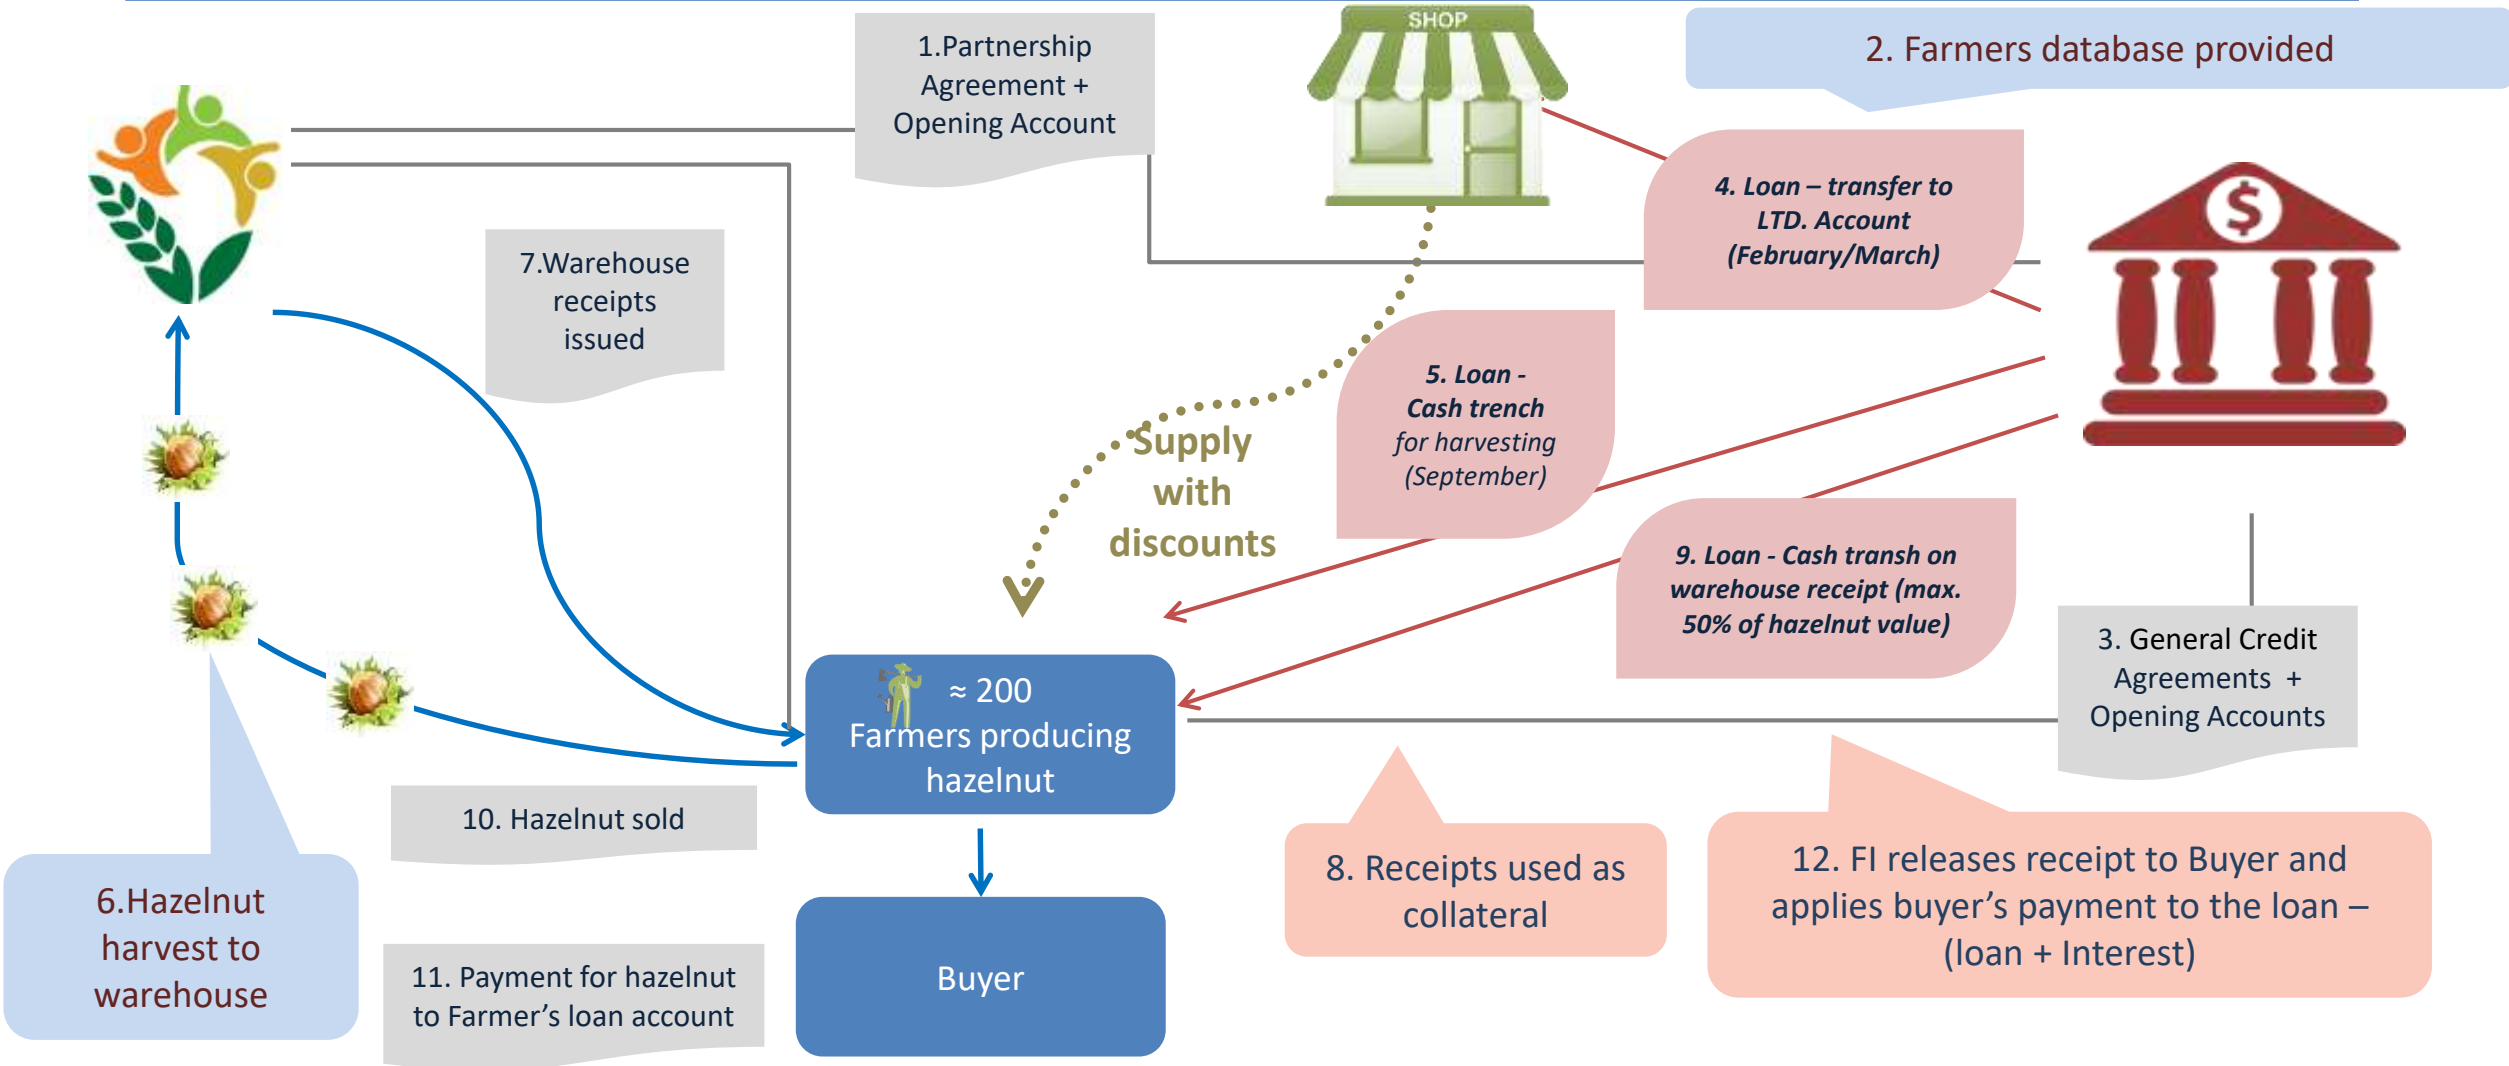 SHOP
1.Partnership
Agreement +
Opening Account
2. Farmers database provided
$
4. Loan – transfer to
LTD. Account
(February/March)
7.Warehouse
receipts
issued
5. Loan -
Cash trench
for harvesting
(September)
Supply
with
discounts
9. Loan - Cash transh on
warehouse receipt (max.
50% of hazelnut value)
3. General Credit
Agreements +
Opening Accounts
≈ 200
Farmers producing
hazelnut
10. Hazelnut sold
8. Receipts used as
collateral
12. FI releases receipt to Buyer and
applies buyer’s payment to the loan –
(loan + Interest)
6.Hazelnut
harvest to
warehouse
11. Payment for hazelnut
to Farmer’s loan account
Buyer